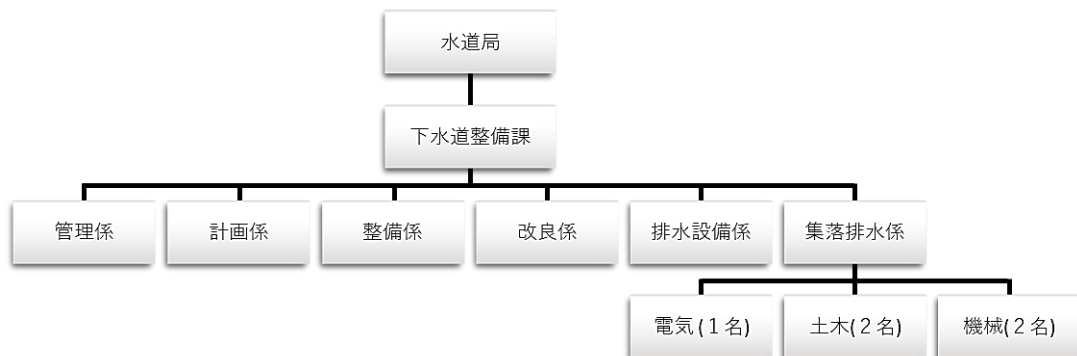 水道局
下水道整備課
管理係
計画係
整備係
改良係
排水設備係
集落排水係
電気(１名)
土木(２名)
機械(２名)